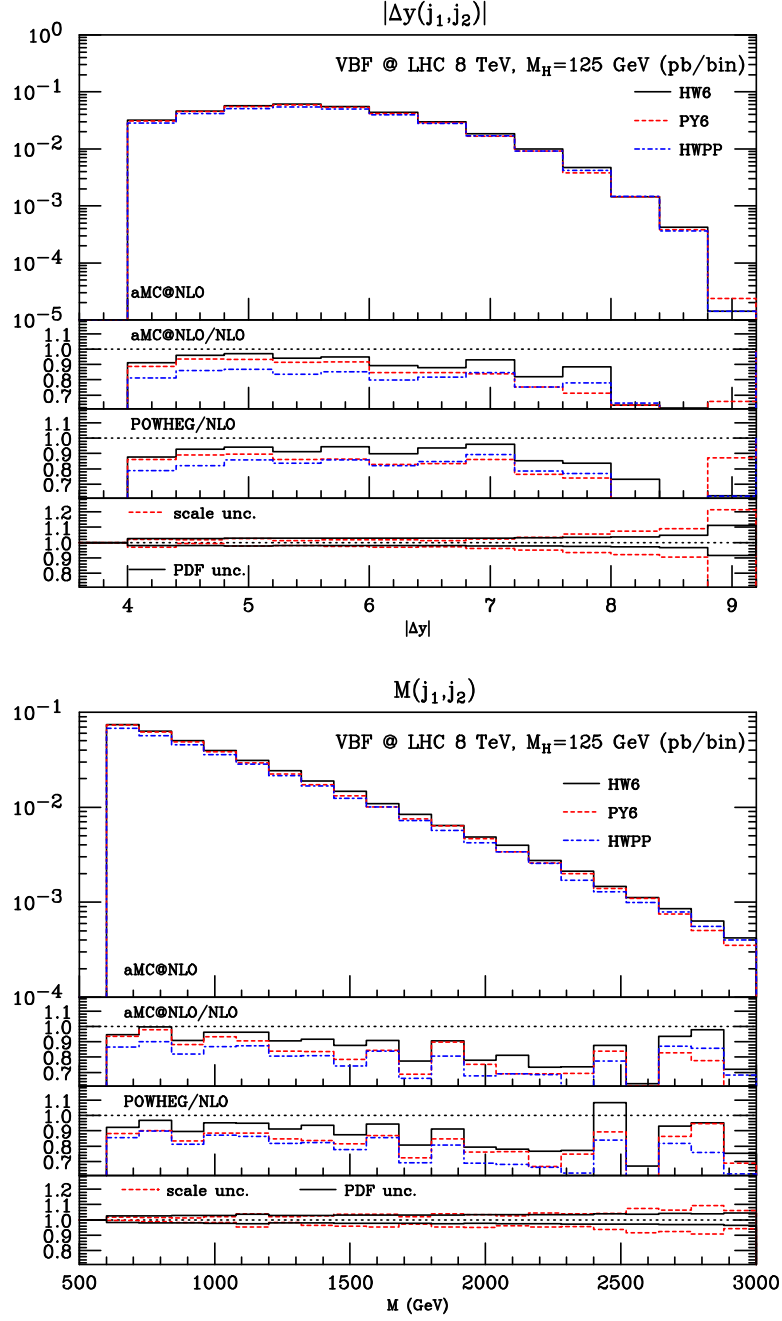 |Δy(j₁,j₂)|
10⁰
VBF @ LHC 8 TeV, M_H=125 GeV (pb/bin)
10⁻¹
HW6
PY6
10⁻²
HWPP
10⁻³
10⁻⁴
aMC@NLO
10⁻⁵
1.1
aMC@NLO/NLO
1.0
0.9
0.8
0.7
1.1
POWHEG/NLO
1.0
0.9
0.8
0.7
1.2
scale unc.
1.1
1.0
0.9
0.8
PDF unc.
4 5 6 7 8 9
|Δy|
M(j₁,j₂)
10⁻¹
VBF @ LHC 8 TeV, M_H=125 GeV (pb/bin)
HW6
10⁻²
PY6
HWPP
10⁻³
aMC@NLO
10⁻⁴
1.1
aMC@NLO/NLO
1.0
0.9
0.8
0.7
1.1
POWHEG/NLO
1.0
0.9
0.8
0.7
1.2
scale unc. PDF unc.
1.1
1.0
0.9
0.8
500 1000 1500 2000 2500 3000
M (GeV)